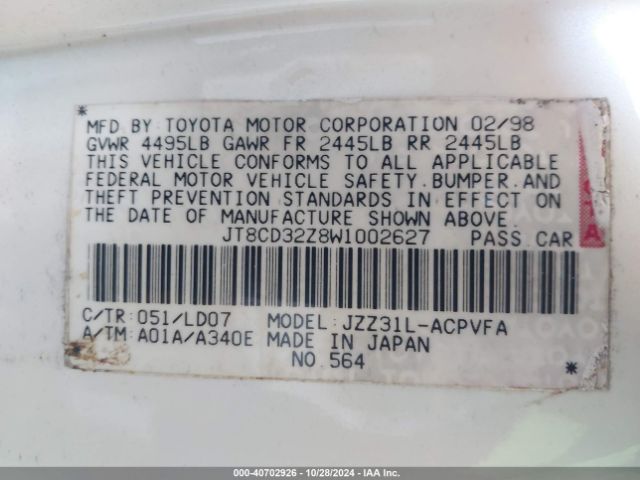 *
MFD BY: TOYOTA MOTOR CORPORATION 02/98
GVWR 4495LB GAWR FR 2445LB RR 2445LB
THIS VEHICLE CONFORMS TO ALL APPLICABLE
FEDERAL MOTOR VEHICLE SAFETY.BUMPER.AND
THEFT PREVENTION STANDARDS IN EFFECT ON
THE DATE OF MANUFACTURE SHOWN ABOVE.
JT8CD32Z8W1002627 PASS.CAR
C/TR: 051/LD07 MODEL: JZZ31L-ACPVFA
A/TM: A01A/A340E MADE IN JAPAN
NO.564
*
000-40702926 | 10/28/2024 - IAA Inc.